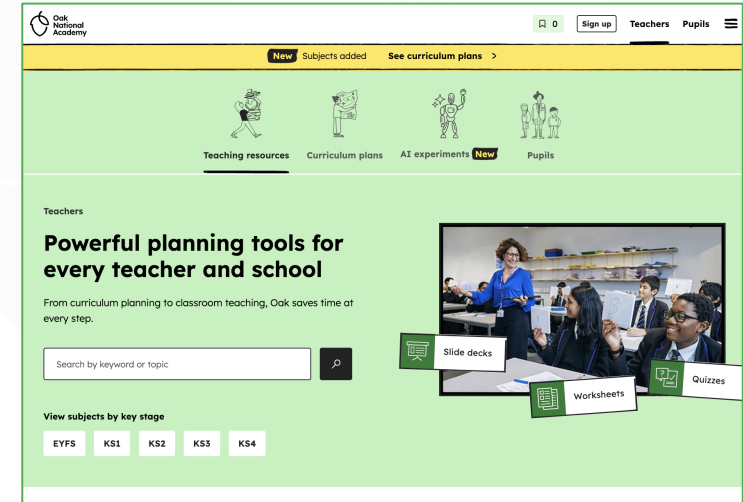 Oak
National
Academy
0
Sign up
Teachers
Pupils
New Subjects added See curriculum plans >
Teaching resources
Curriculum plans
AI experiments New
Pupils
Teachers
Powerful planning tools for
every teacher and school
From curriculum planning to classroom teaching, Oak saves time at
every step.
Search by keyword or topic
Slide decks
Worksheets
Quizzes
View subjects by key stage
EYFS
KS1
KS2
KS3
KS4